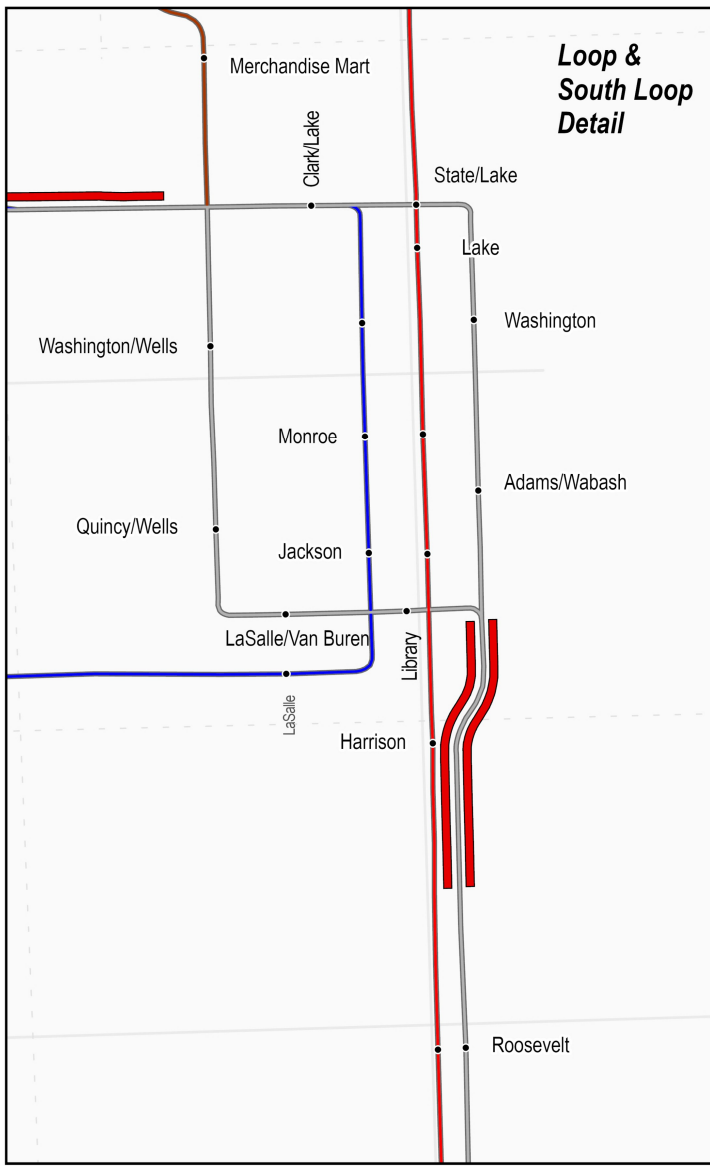 Loop &
South Loop
Detail
Merchandise Mart
Clark/Lake
State/Lake
Lake
Washington
Washington/Wells
Monroe
Adams/Wabash
Quincy/Wells
Jackson
LaSalle/Van Buren
Library
LaSalle
Harrison
Roosevelt